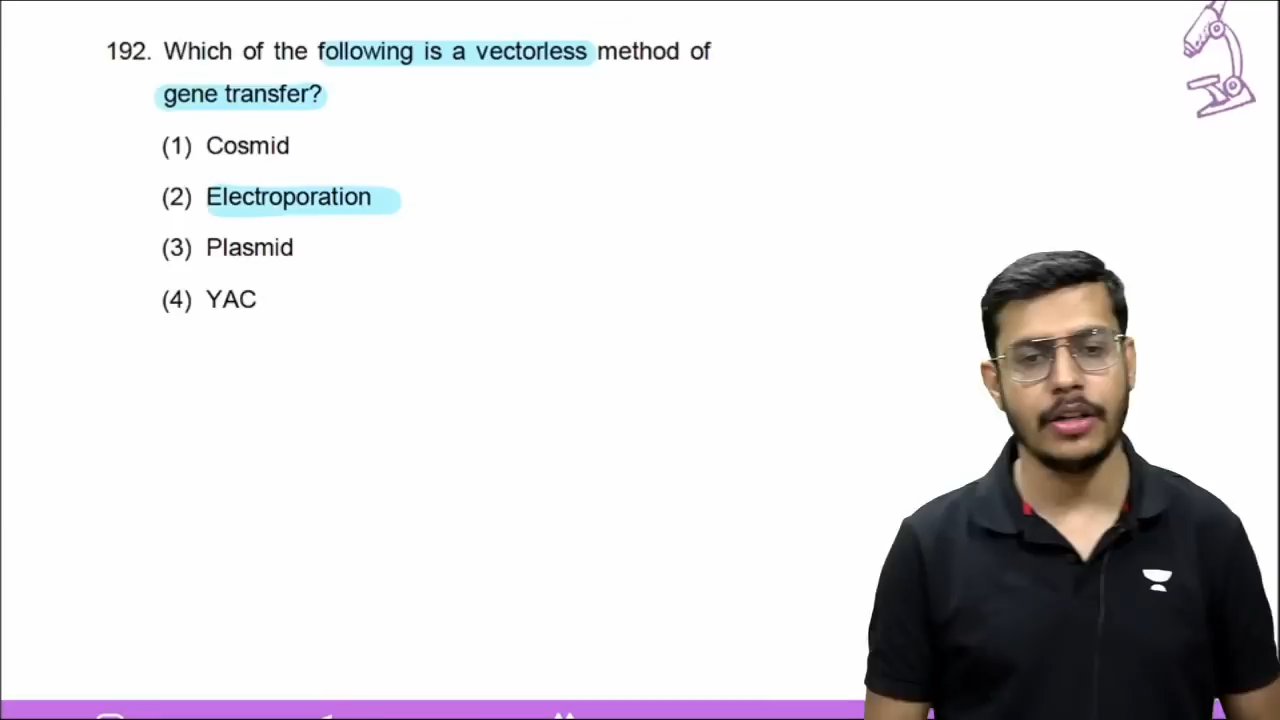 192. Which of the following is a vectorless method of
gene transfer?
(1) Cosmid
(2) Electroporation
(3) Plasmid
(4) YAC